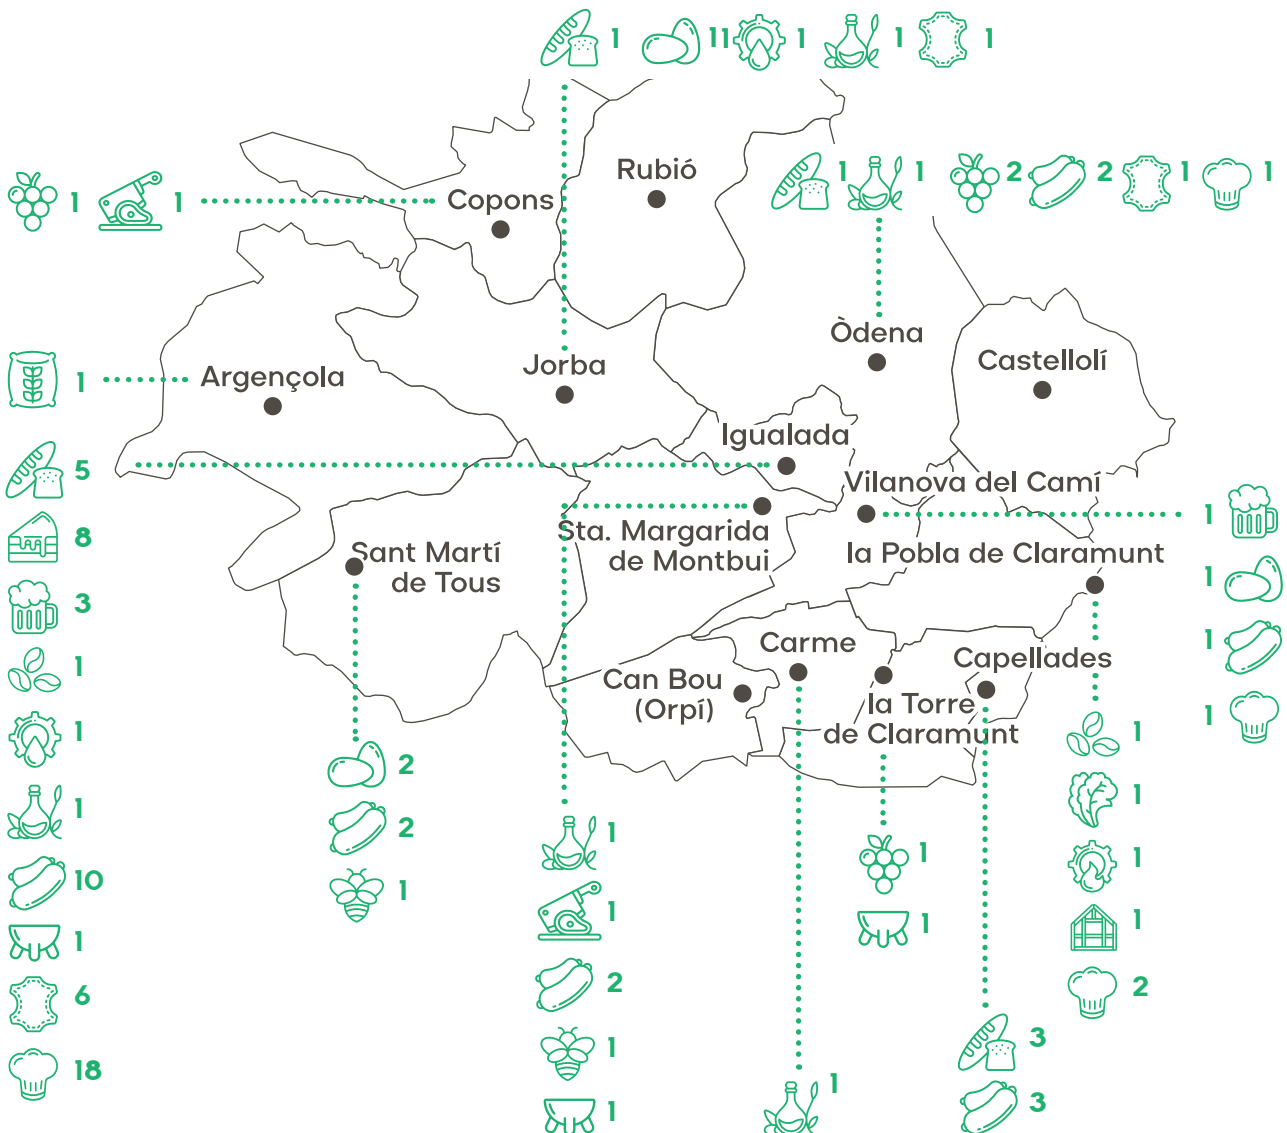 1 11 1 1 1
Rubió
1 1 2 2 1 1
1 1 Copons
Òdena
Castellolí
Jorba
1 Argençola
Igualada
5
Vilanova del Camí
1
Sta. Margarida
de Montbui
8
la Pobla de Claramunt
Sant Martí
de Tous
1
3
Carme
Capellades
1
1
Can Bou
(Orpí)
la Torre
de Claramunt
1
1
1
2
1
1
1
2
1
1
10
1
1
1
1
1
1
2
6
2
3
1
18
1
3
1